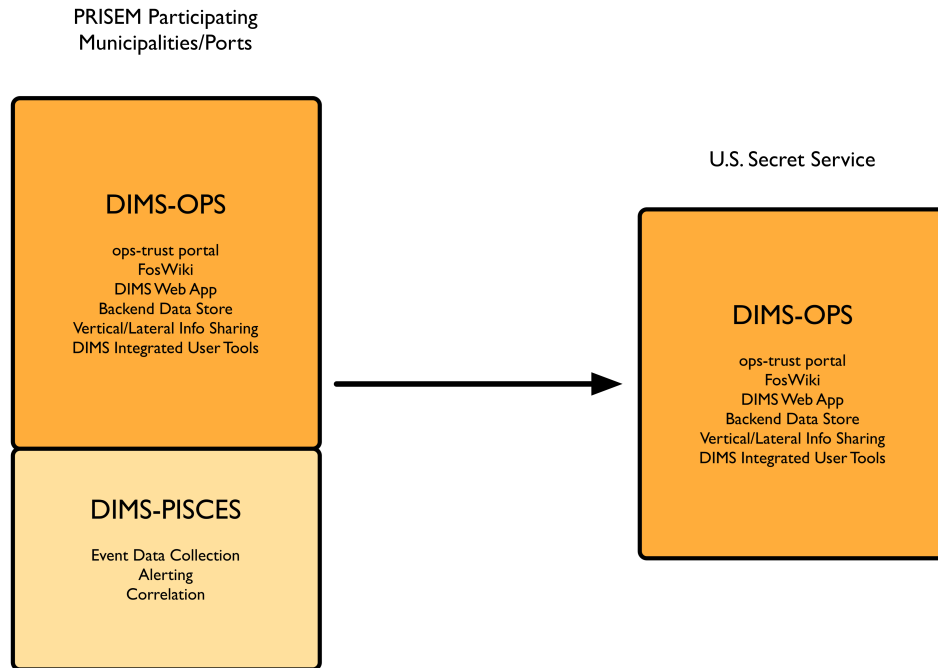 PRISEM Participating
Municipalities/Ports
DIMS-OPS
ops-trust portal
FosWiki
DIMS Web App
Backend Data Store
Vertical/Lateral Info Sharing
DIMS Integrated User Tools
DIMS-PISCES
Event Data Collection
Alerting
Correlation
U.S. Secret Service
DIMS-OPS
ops-trust portal
FosWiki
DIMS Web App
Backend Data Store
Vertical/Lateral Info Sharing
DIMS Integrated User Tools